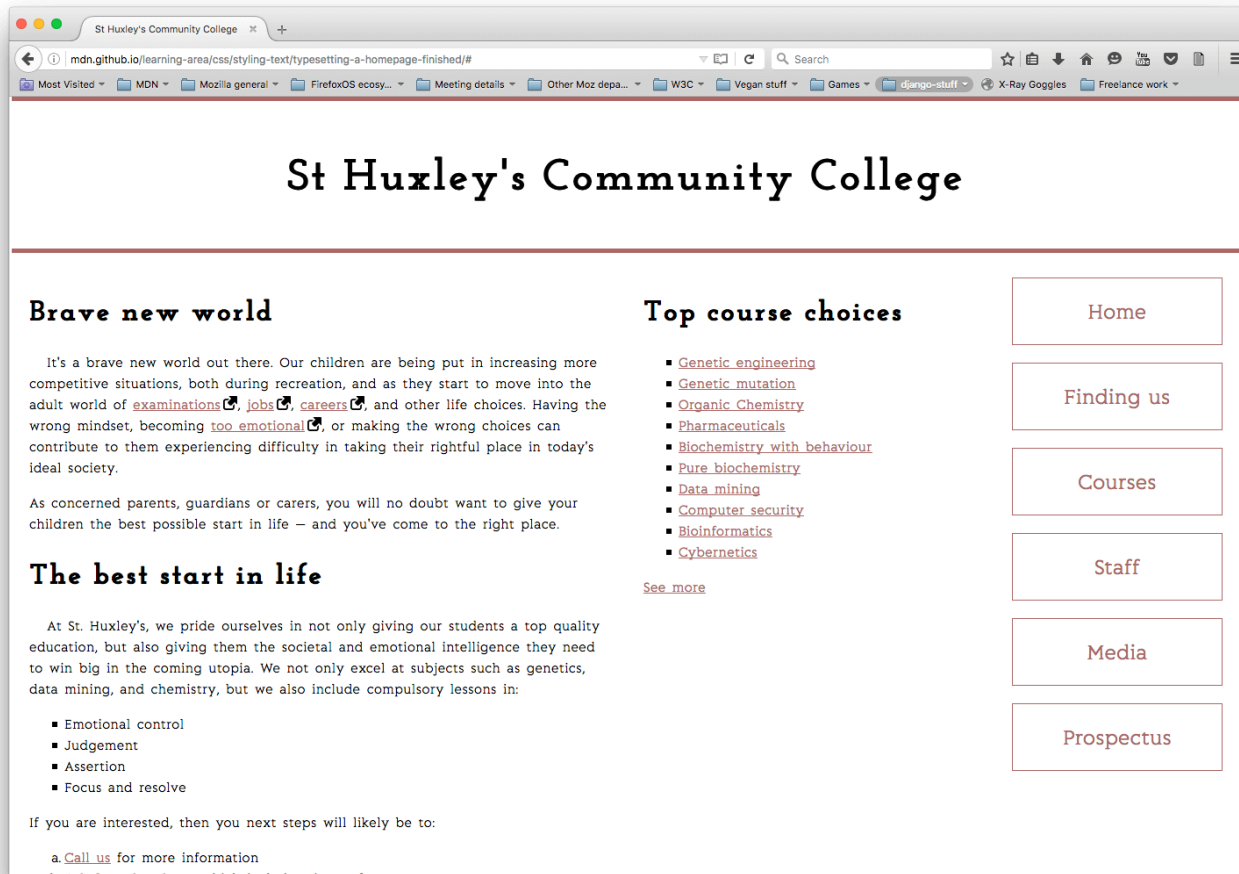 St Huxley's Community College
mdn.github.io/learning-area/css/styling-text/typesetting-a-homepage-finished/#
Search
Most Visited
MDN
Mozilla general
FirefoxOS ecosy...
Meeting details
Other Moz depa...
W3C
Vegan stuff
Games
django-stuff
X-Ray Goggles
Freelance work
St Huxley's Community College
Brave new world
It's a brave new world out there. Our children are being put in increasing more
competitive situations, both during recreation, and as they start to move into the
adult world of examinations, jobs, careers, and other life choices. Having the
wrong mindset, becoming too emotional, or making the wrong choices can
contribute to them experiencing difficulty in taking their rightful place in today's
ideal society.
As concerned parents, guardians or carers, you will no doubt want to give your
children the best possible start in life – and you've come to the right place.
The best start in life
At St. Huxley's, we pride ourselves in not only giving our students a top quality
education, but also giving them the societal and emotional intelligence they need
to win big in the coming utopia. We not only excel at subjects such as genetics,
data mining, and chemistry, but we also include compulsory lessons in:
Emotional control
Judgement
Assertion
Focus and resolve
If you are interested, then you next steps will likely be to:
a. Call us for more information
Top course choices
Genetic engineering
Genetic mutation
Organic Chemistry
Pharmaceuticals
Biochemistry with behaviour
Pure biochemistry
Data mining
Computer security
Bioinformatics
Cybernetics
See more
Home
Finding us
Courses
Staff
Media
Prospectus